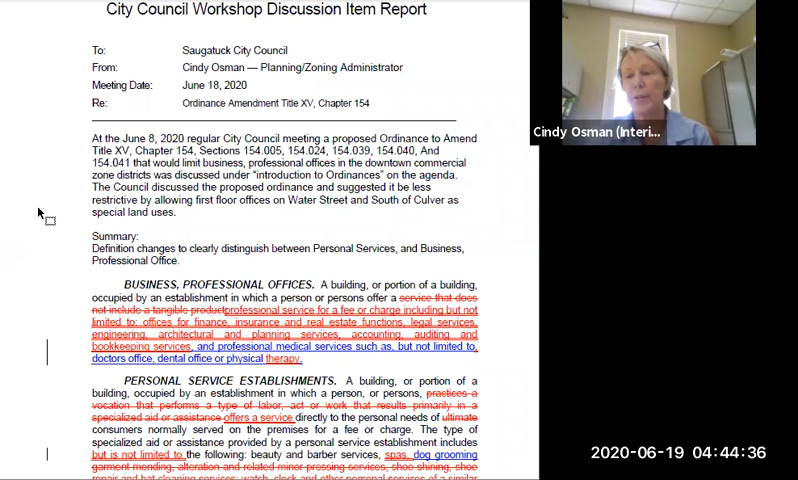 City Council Workshop Discussion Item Report
To: Saugatuck City Council
From: Cindy Osman — Planning/Zoning Administrator
Meeting Date: June 18, 2020
Re: Ordinance Amendment Title XV, Chapter 154
At the June 8, 2020 regular City Council meeting a proposed Ordinance to Amend
Title XV, Chapter 154, Sections 154.005, 154.024, 154.039, 154.040, And
154.041 that would limit business, professional offices in the downtown commercial
zone districts was discussed under “introduction to Ordinances” on the agenda.
The Council discussed the proposed ordinance and suggested it be less
restrictive by allowing first floor offices on Water Street and South of Culver as
special land uses.
Summary:
Definition changes to clearly distinguish between Personal Services, and Business,
Professional Office.
BUSINESS, PROFESSIONAL OFFICES. A building, or portion of a building,
occupied by an establishment in which a person or persons offer a service that does
not include a tangible productprofessional service for a fee or charge including but not
limited to: offices for finance, insurance and real estate functions, legal services,
engineering, architectural and planning services, accounting, auditing and
bookkeeping services, and professional medical services such as, but not limited to
doctors office, dental office or physical therapy.
PERSONAL SERVICE ESTABLISHMENTS. A building, or portion of a
building, occupied by an establishment in which a person, or persons, practices a
vocation that performs a type of labor, act or work that results primarily in a
specialized aid or assistance offers a service directly to the personal needs of ultimate
consumers normally served on the premises for a fee or charge. The type of
specialized aid or assistance provided by a personal service establishment includes
but is not limited to the following: beauty and barber services, spas, dog grooming
garment mending, alteration and related minor pressing services, shoe shining, shoe
repair and hat cleaning services; watch, clock and other personal services of a similar
Cindy Osman (Interi...
2020-06-19 04:44:36